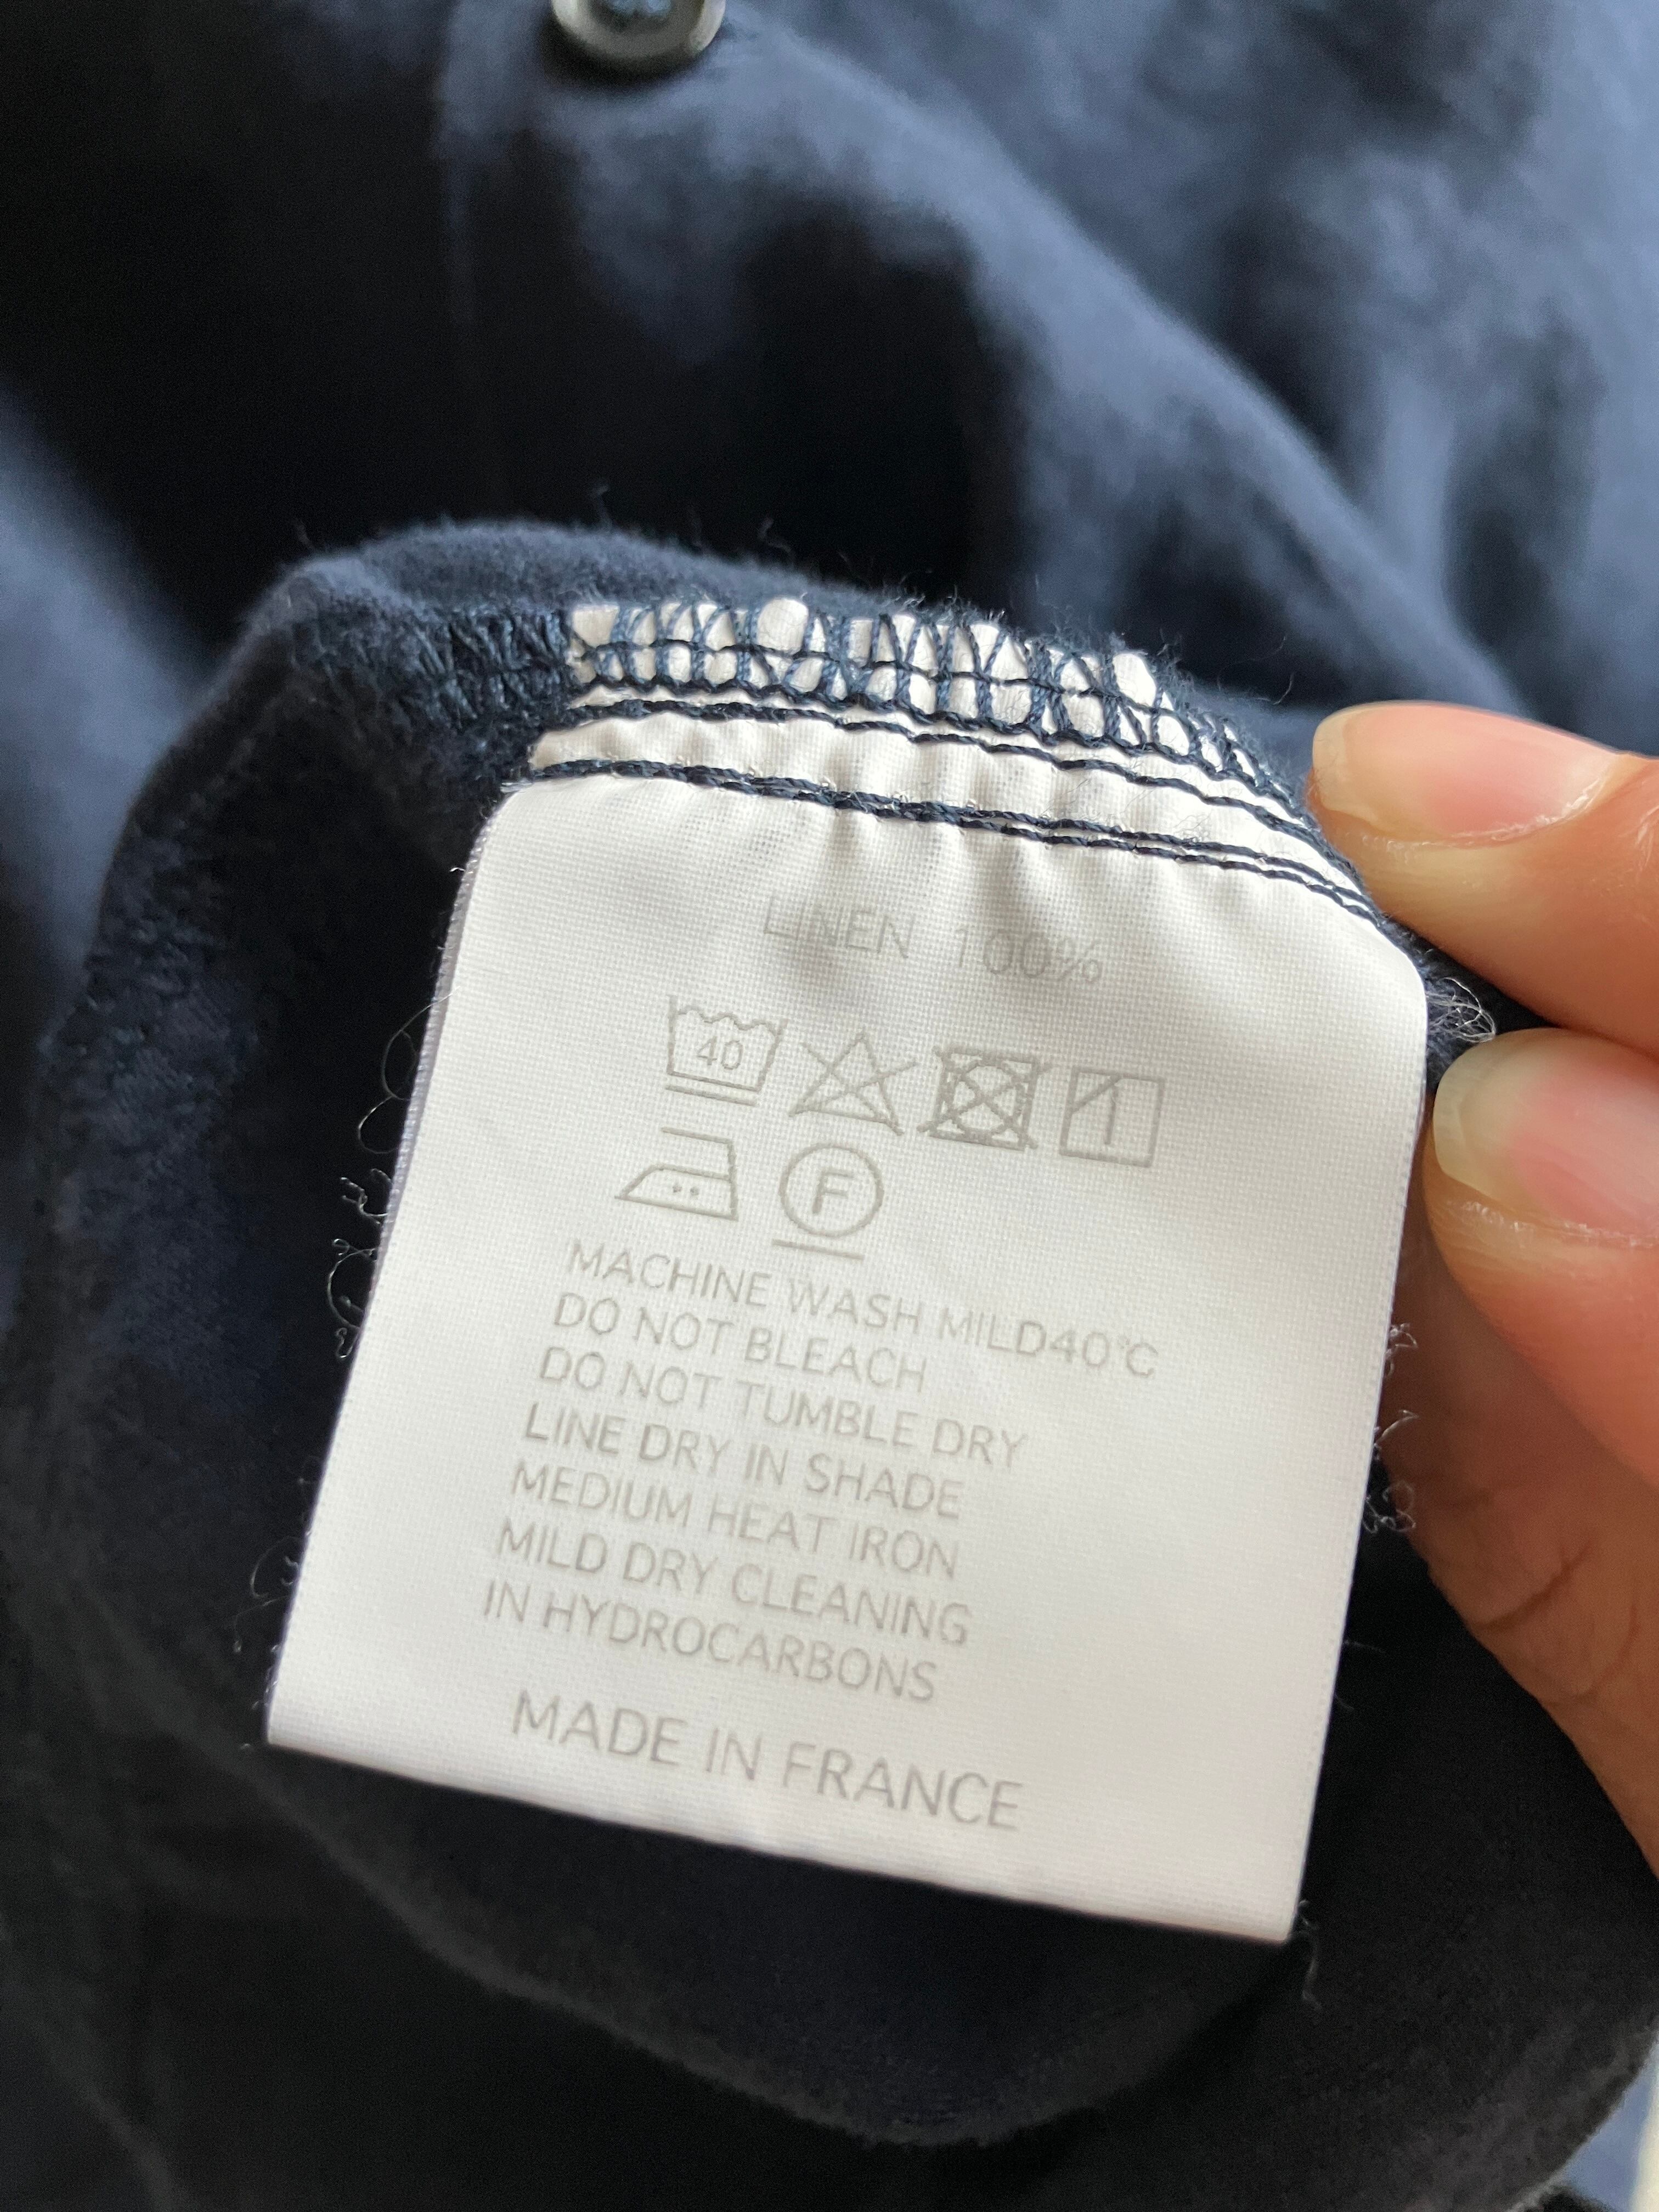 LINEN 100%
40
F
MACHINE WASH MILD40℃
DO NOT BLEACH
DO NOT TUMBLE DRY
LINE DRY IN SHADE
MEDIUM HEAT IRON
MILD DRY CLEANING
IN HYDROCARBONS
MADE IN FRANCE